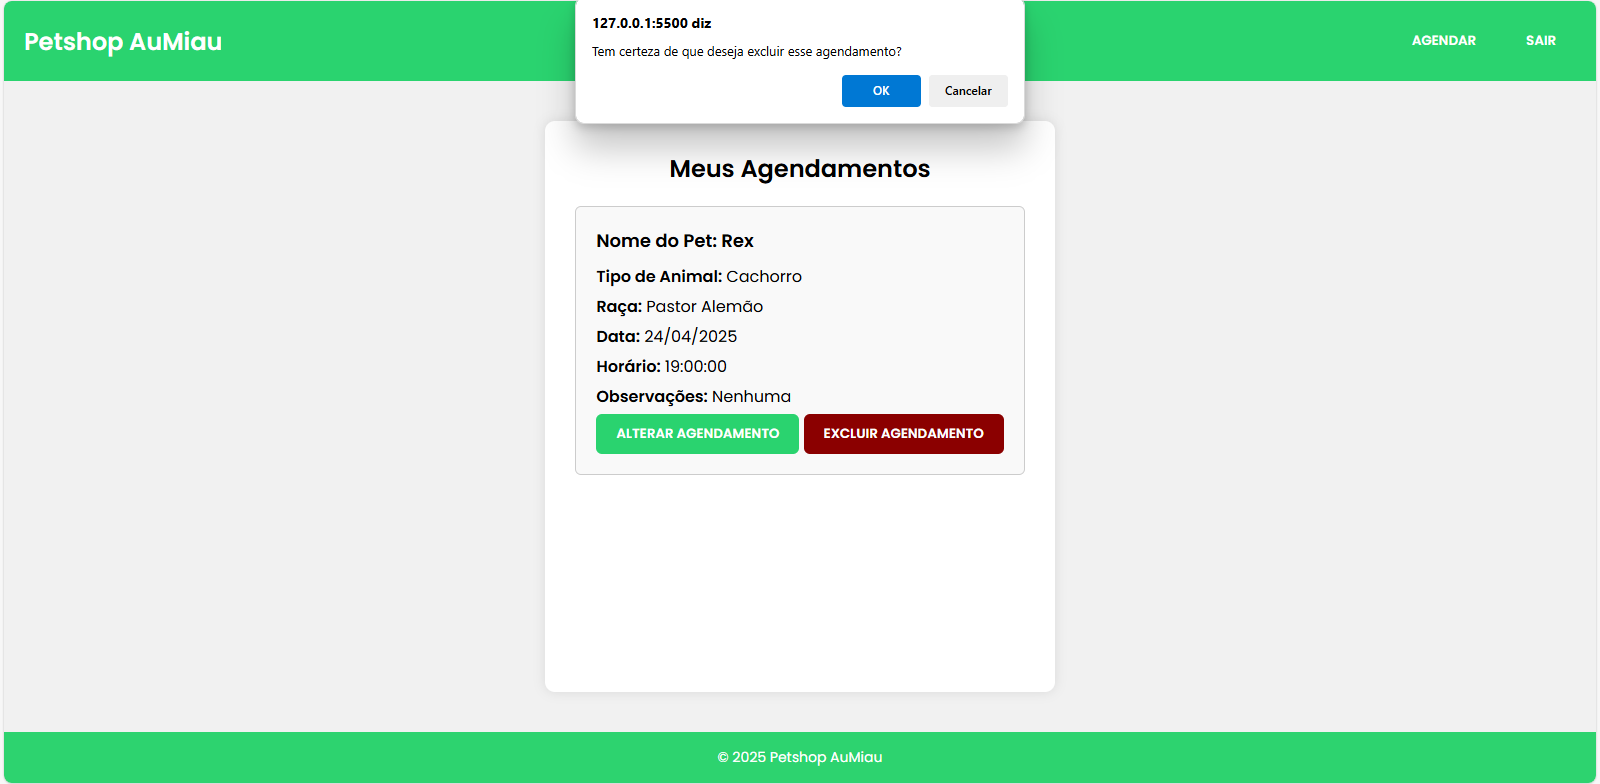 127.0.0.1:5500 diz
Tem certeza de que deseja excluir esse agendamento?
OK
Cancelar
Petshop AuMiau
AGENDAR
SAIR
Meus Agendamentos
Nome do Pet: Rex
Tipo de Animal: Cachorro
Raça: Pastor Alemão
Data: 24/04/2025
Horário: 19:00:00
Observações: Nenhuma
ALTERAR AGENDAMENTO
EXCLUIR AGENDAMENTO
© 2025 Petshop AuMiau